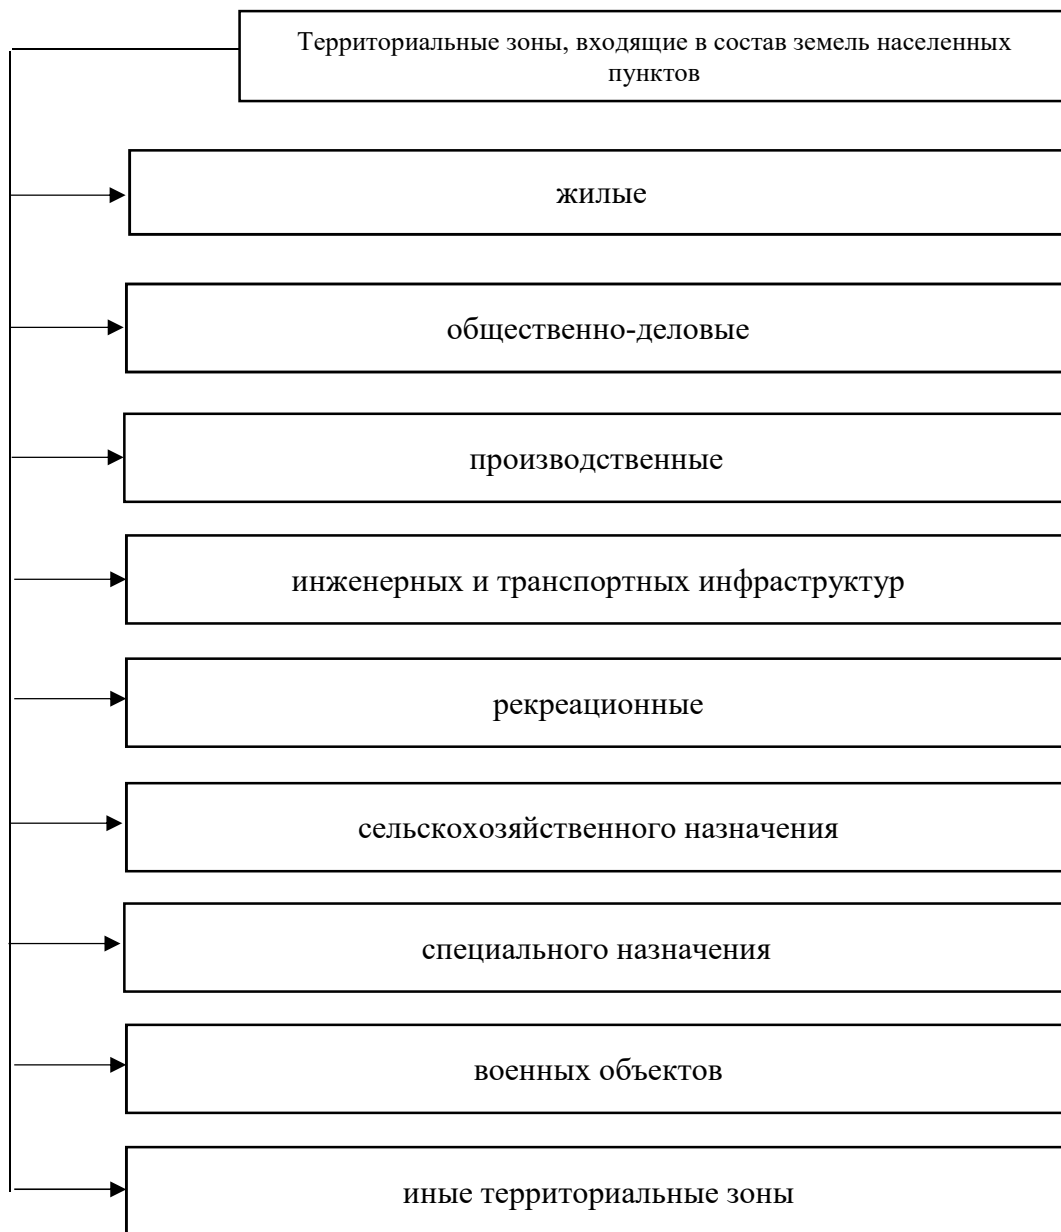 Территориальные зоны, входящие в состав земель населенных
пунктов
жилые
общественно-деловые
производственные
инженерных и транспортных инфраструктур
рекреационные
сельскохозяйственного назначения
специального назначения
военных объектов
иные территориальные зоны